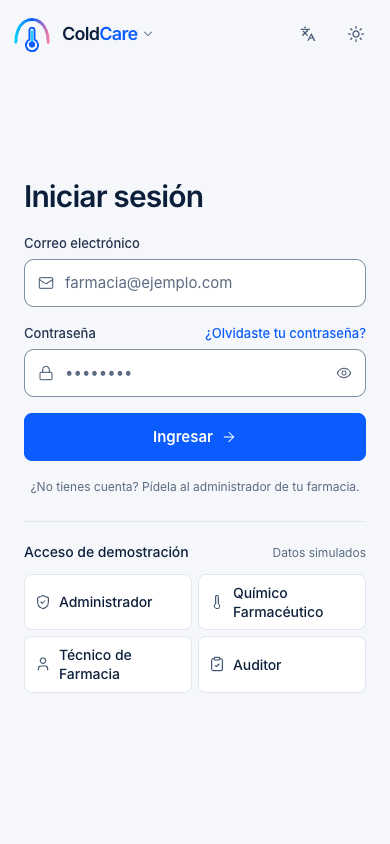 ColdCare
Iniciar sesión
Correo electrónico
farmacia@ejemplo.com
Contraseña ¿Olvidaste tu contraseña?
••••••••
Ingresar
¿No tienes cuenta? Pídela al administrador de tu farmacia.
Acceso de demostración Datos simulados
Administrador
Químico
Farmacéutico
Técnico de
Farmacia
Auditor